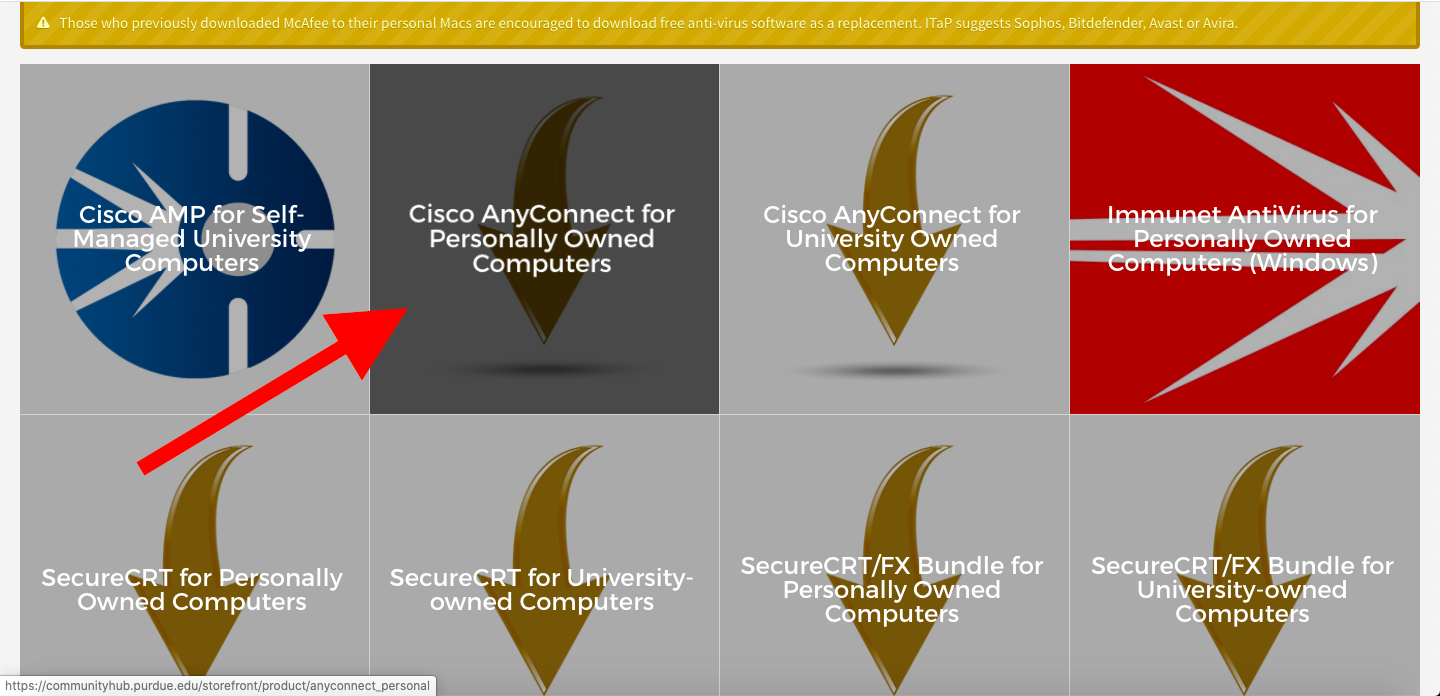 Those who previously downloaded McAfee to their personal Macs are encouraged to download free anti-virus software as a replacement. ITaP suggests Sophos, Bitdefender, Avast or Avira.
Cisco AMP for Self-
Managed University
Computers
Cisco AnyConnect for
Personally Owned
Computers
Cisco AnyConnect for
University Owned
Computers
Immunet AntiVirus for
Personally Owned
Computers (Windows)
SecureCRT for Personally
Owned Computers
SecureCRT for University-
owned Computers
SecureCRT/FX Bundle for
Personally Owned
Computers
SecureCRT/FX Bundle for
University-owned
Computers
https://communityhub.purdue.edu/storefront/product/anyconnect_personal